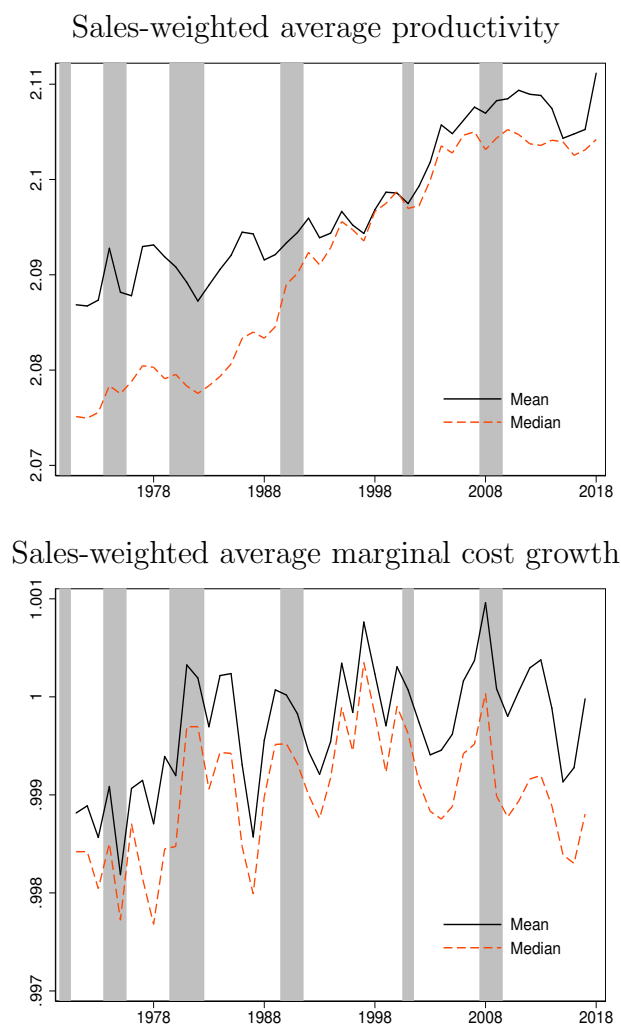 Sales-weighted average productivity
2.11
2.1
2.09
2.08
2.07
Mean
Median
1978 1988 1998 2008 2018
Sales-weighted average marginal cost growth
1.001
1
.999
.998
.997
Mean
Median
1978 1988 1998 2008 2018